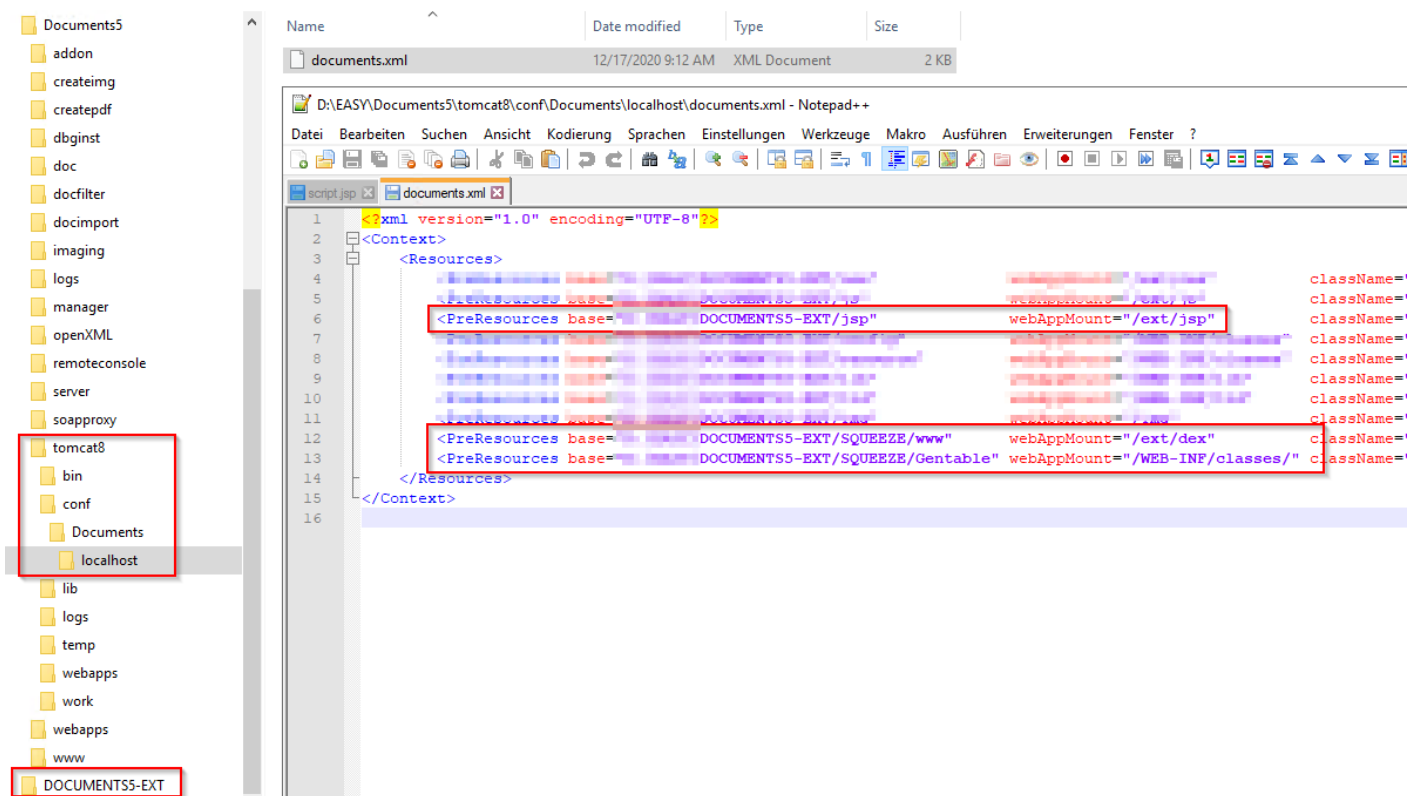 Documents5
addon
createimg
createpdf
dbginst
doc
docfilter
docimport
imaging
logs
manager
openXML
remoteconsole
server
soapproxy
tomcat8
bin
conf
Documents
localhost
lib
logs
temp
webapps
work
webapps
www
DOCUMENTS5-EXT
Name Date modified Type Size
documents.xml 12/17/2020 9:12 AM XML Document 2 KB
D:\EASY\Documents5\tomcat8\conf\Documents\localhost\documents.xml - Notepad++
Datei Bearbeiten Suchen Ansicht Kodierung Sprachen Einstellungen Werkzeuge Makro Ausführen Erweiterungen Fenster ?
script.jsp documents.xml
1 <?xml version="1.0" encoding="UTF-8"?>
2 <Context>
3 <Resources>
4 className="
5 className="
6 <PreResources base=" DOCUMENTS5-EXT/jsp" webAppMount="/ext/jsp" className="
7 className="
8 className="
9 className="
10 className="
11 className="
12 <PreResources base=" DOCUMENTS5-EXT/SQUEEZE/www" webAppMount="/ext/dex" className="
13 <PreResources base=" DOCUMENTS5-EXT/SQUEEZE/Gentable" webAppMount="/WEB-INF/classes/" className="
14 </Resources>
15 </Context>
16